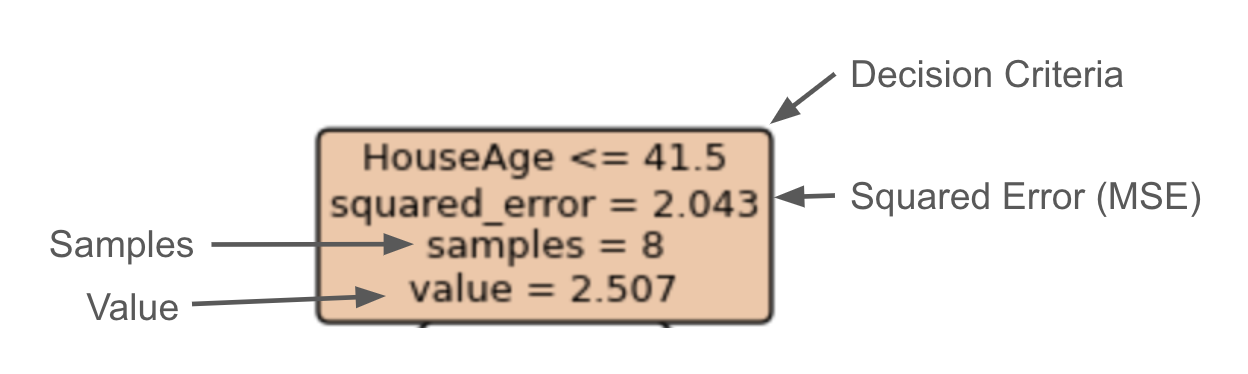 Decision Criteria
HouseAge <= 41.5
squared_error = 2.043
Squared Error (MSE)
Samples
samples = 8
Value
value = 2.507